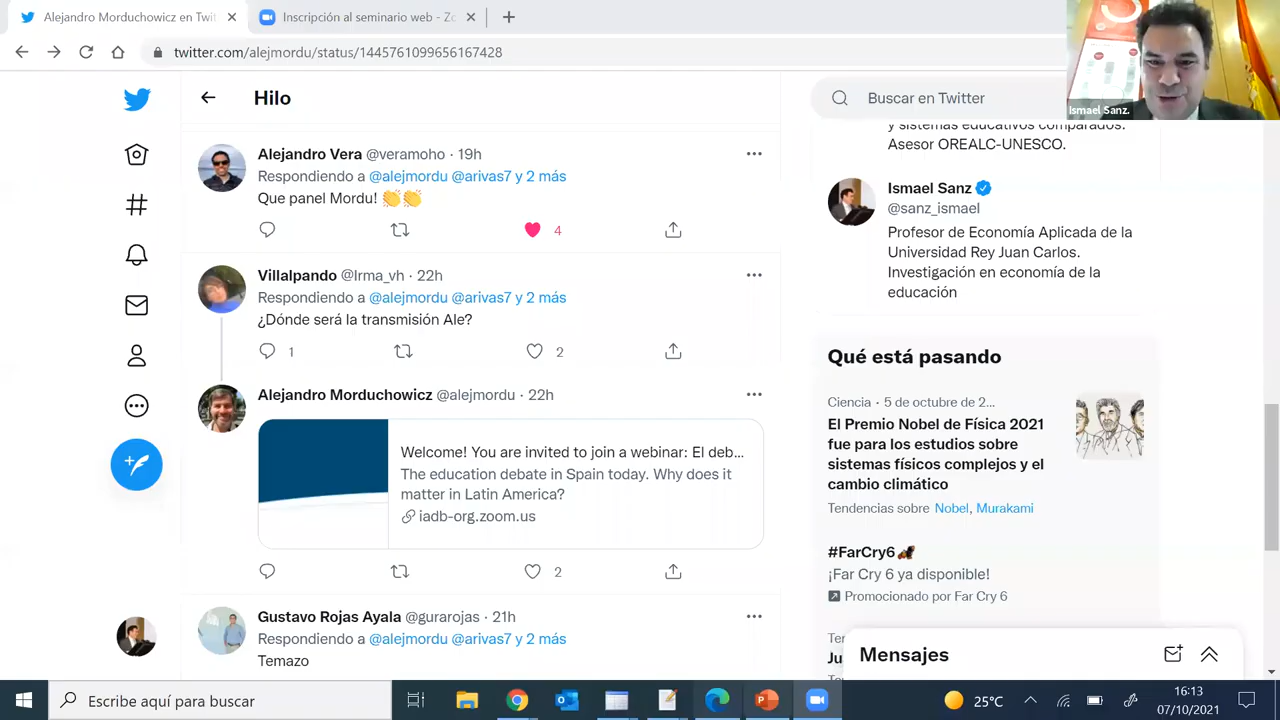 Alejandro Morduchowicz en Twit
Inscripción al seminario web - Zo
twitter.com/alejmordu/status/1445761099656167428
Ismael Sanz.
Hilo
Alejandro Vera @veramoho · 19h
Respondiendo a @alejmordu @arivas7 y 2 más
Que panel Mordu! 👏👏
4
Villalpando @Irma_vh · 22h
Respondiendo a @alejmordu @arivas7 y 2 más
¿Dónde será la transmisión Ale?
1
2
Alejandro Morduchowicz @alejmordu · 22h
Welcome! You are invited to join a webinar: El deb...
The education debate in Spain today. Why does it
matter in Latin America?
iadb-org.zoom.us
2
Gustavo Rojas Ayala @gurarojas · 21h
Respondiendo a @alejmordu @arivas7 y 2 más
Temazo
Buscar en Twitter
y sistemas educativos comparados.
Asesor OREALC-UNESCO.
Ismael Sanz
@sanz_ismael
Profesor de Economía Aplicada de la
Universidad Rey Juan Carlos.
Investigación en economía de la
educación
Qué está pasando
Ciencia · 5 de octubre de 2...
El Premio Nobel de Física 2021
fue para los estudios sobre
sistemas físicos complejos y el
cambio climático
Tendencias sobre Nobel, Murakami
#FarCry6
¡Far Cry 6 ya disponible!
Promocionado por Far Cry 6
Ter
Ju
Mensajes
Escribe aquí para buscar
25°C
16:13
07/10/2021